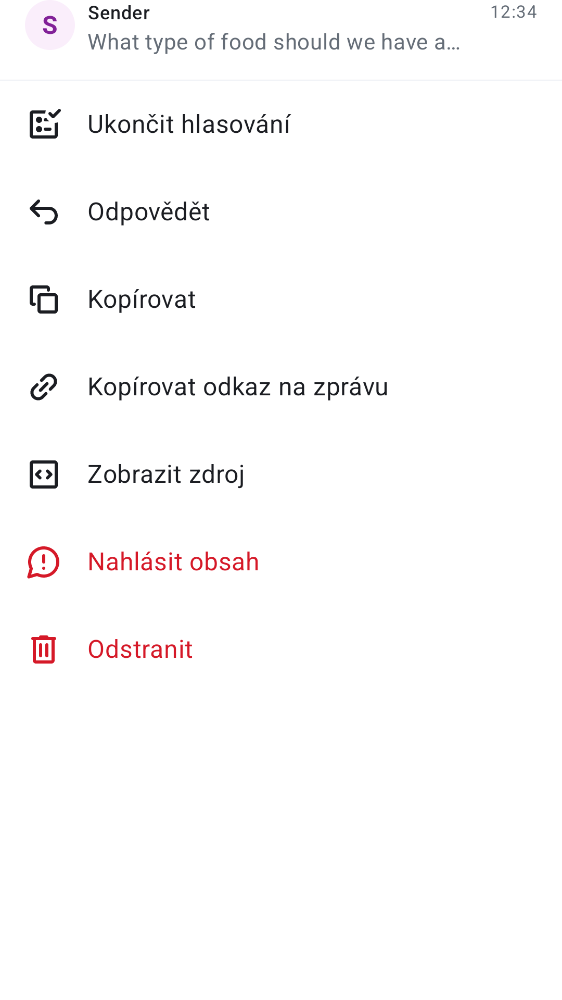 S
Sender
12:34
What type of food should we have a…
Ukončit hlasování
Odpovědět
Kopírovat
Kopírovat odkaz na zprávu
Zobrazit zdroj
Nahlásit obsah
Odstranit